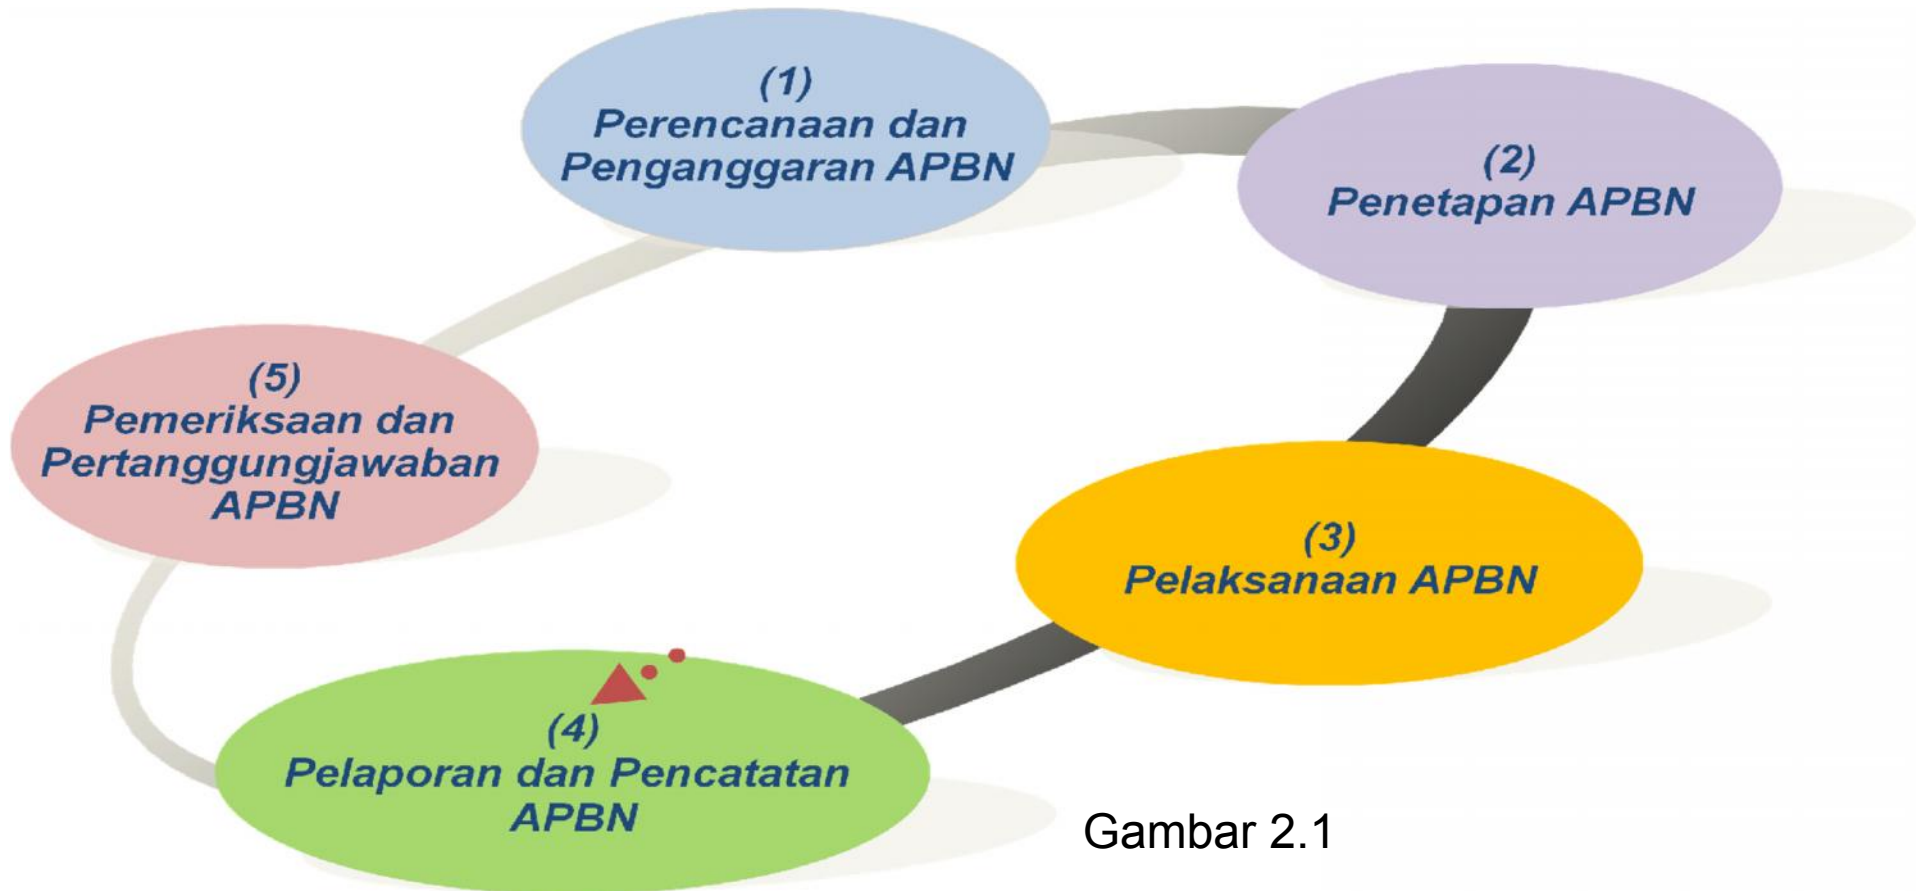 (1)
Perencanaan dan
Penganggaran APBN
(2)
Penetapan APBN
(3)
Pelaksanaan APBN
(4)
Pelaporan dan Pencatatan
APBN
(5)
Pemeriksaan dan
Pertanggungjawaban
APBN
Gambar 2.1